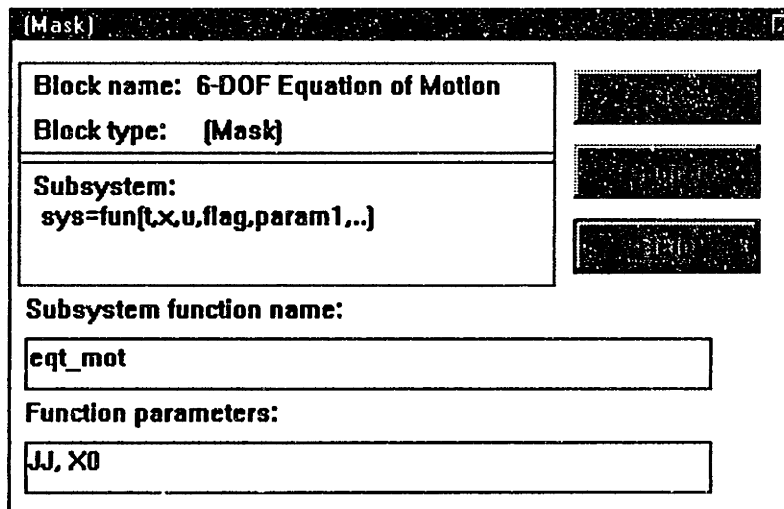 (Mask)
Block name: 6-DOF Equation of Motion
Block type: (Mask)
Subsystem:
sys=fun(t,x,u,flag,param1,..)
Subsystem function name:
eqt_mot
Function parameters:
JJ, X0